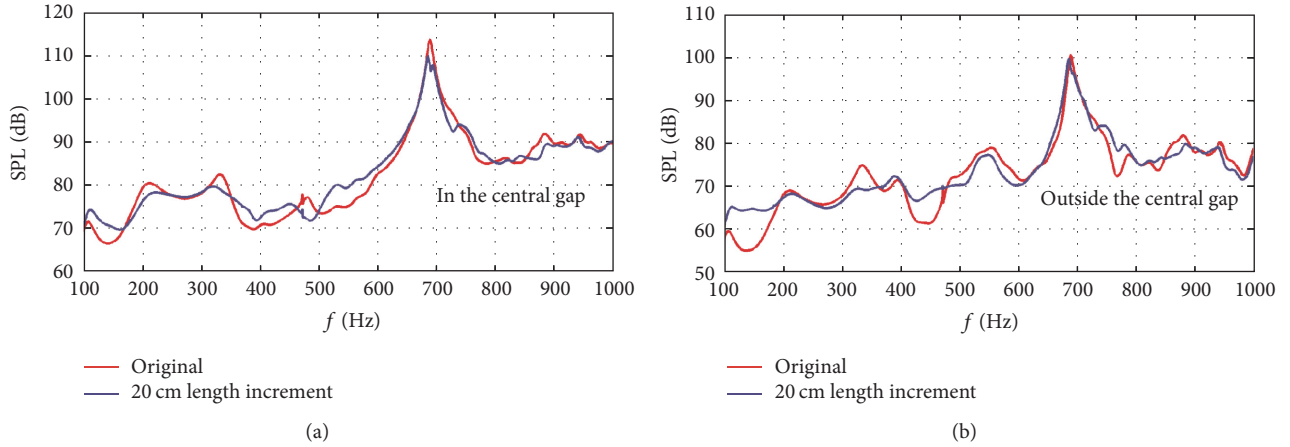 120
110
100
90
80
70
60
SPL (dB)
In the central gap
100 200 300 400 500 600 700 800 900 1000
f (Hz)
Original
20 cm length increment
(a)
110
100
90
80
70
60
50
SPL (dB)
Outside the central gap
100 200 300 400 500 600 700 800 900 1000
f (Hz)
Original
20 cm length increment
(b)